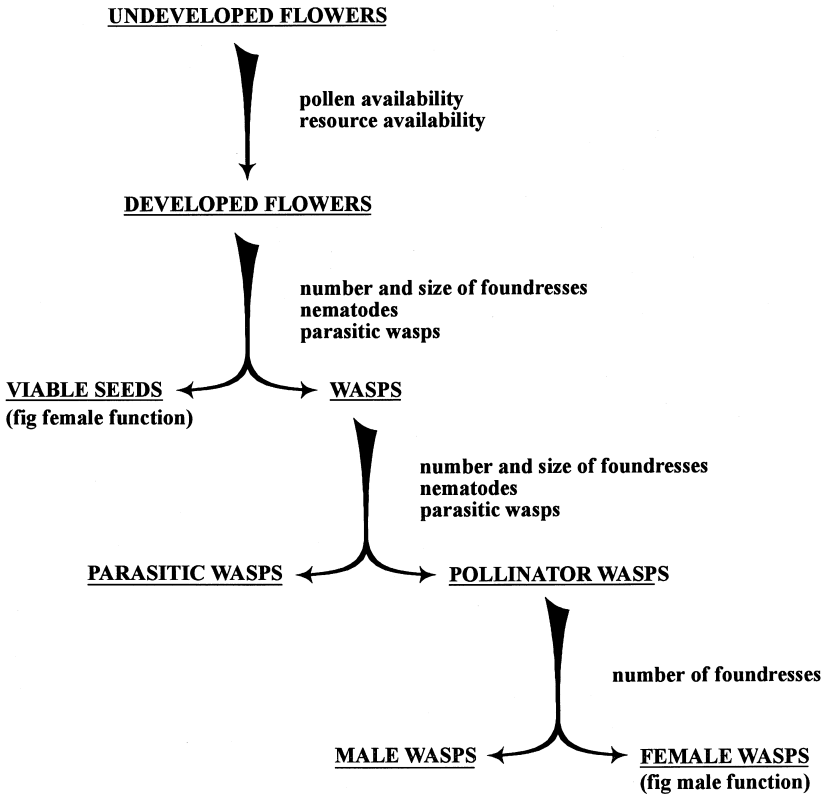 UNDEVELOPED FLOWERS
pollen availability
resource availability
DEVELOPED FLOWERS
number and size of foundresses
nematodes
parasitic wasps
VIABLE SEEDS
(fig female function)
WASPS
number and size of foundresses
nematodes
parasitic wasps
PARASITIC WASPS
POLLINATOR WASPS
number of foundresses
MALE WASPS
FEMALE WASPS
(fig male function)